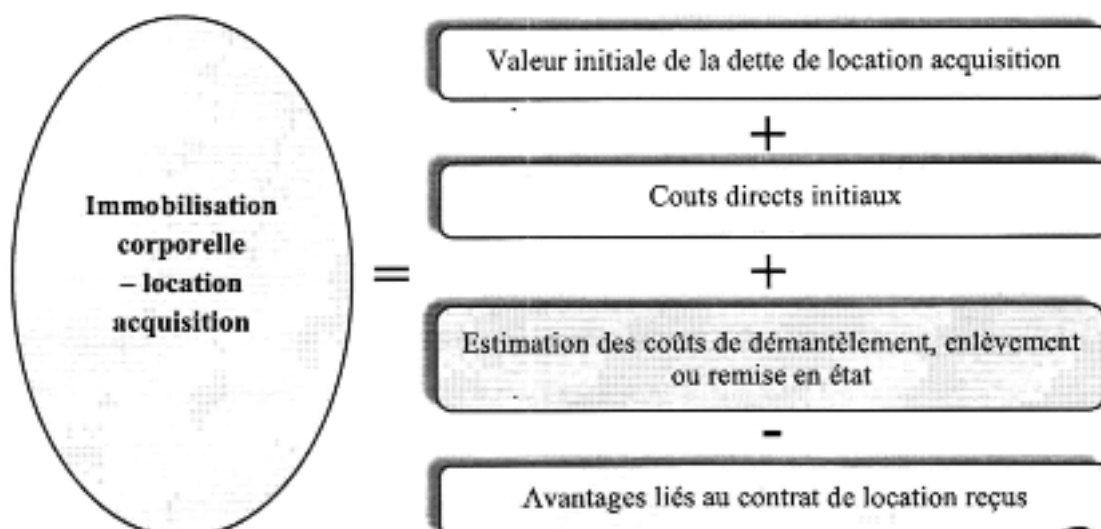 Valeur initiale de la dette de location acquisition
+
Couts directs initiaux
Immobilisation
corporelle
– location
acquisition
=
+
Estimation des coûts de démantèlement, enlèvement
ou remise en état
-
Avantages liés au contrat de location reçus